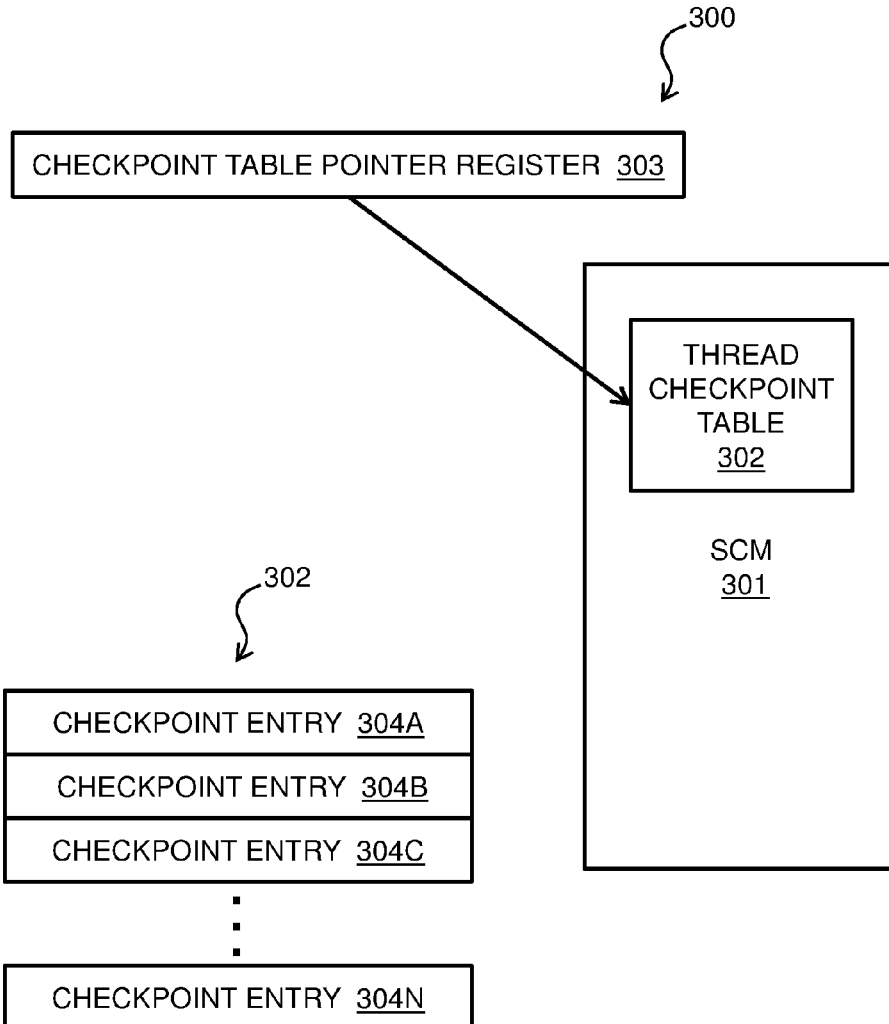 300
CHECKPOINT TABLE POINTER REGISTER 303
THREAD
CHECKPOINT
TABLE
302
SCM
301
302
CHECKPOINT ENTRY 304A
CHECKPOINT ENTRY 304B
CHECKPOINT ENTRY 304C
CHECKPOINT ENTRY 304N